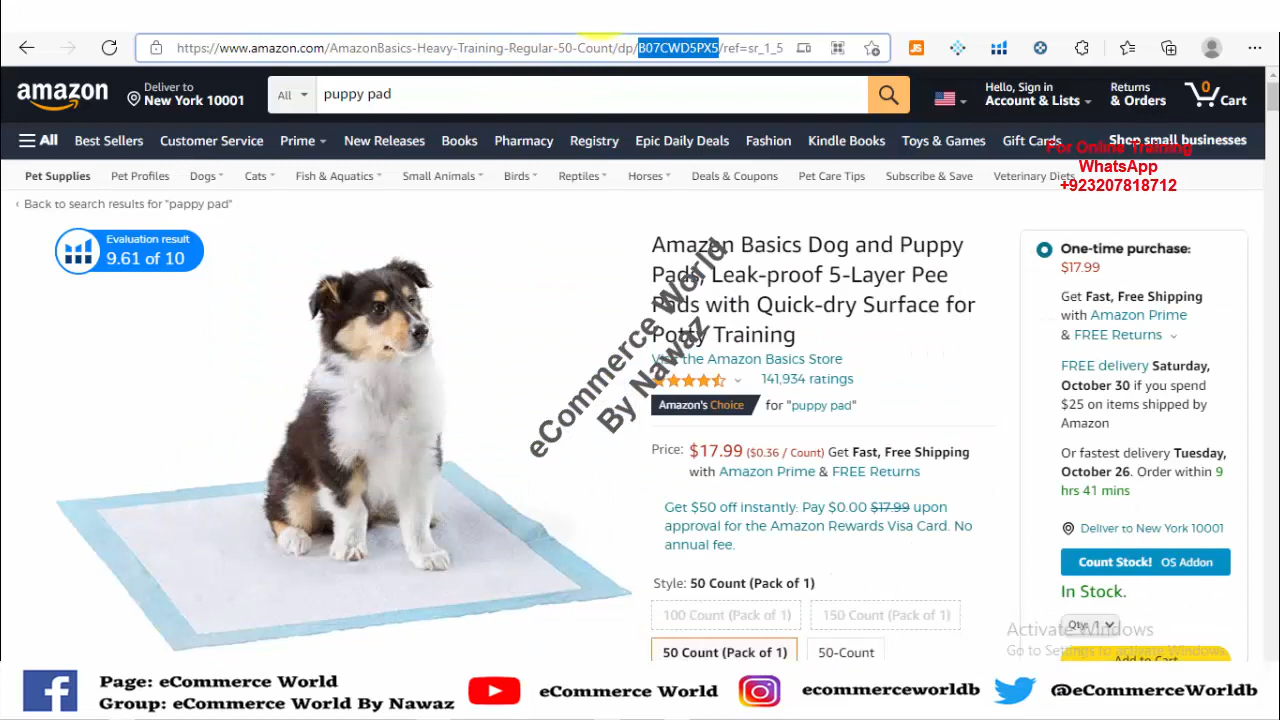 https://www.amazon.com/AmazonBasics-Heavy-Training-Regular-50-Count/dp/B07CWD5PX5/ref=sr_1_5
JS
amazon
Deliver to
New York 10001
All
puppy pad
Hello, Sign in
Account & Lists
Returns
& Orders
0
Cart
All
Best Sellers
Customer Service
Prime
New Releases
Books
Pharmacy
Registry
Epic Daily Deals
Fashion
Kindle Books
Toys & Games
Gift Cards
Shop small businesses
For Online Training
WhatsApp
+923207818712
Pet Supplies
Pet Profiles
Dogs
Cats
Fish & Aquatics
Small Animals
Birds
Reptiles
Horses
Deals & Coupons
Pet Care Tips
Subscribe & Save
Veterinary Diets
‹ Back to search results for "pappy pad"
Evaluation result
9.61 of 10
Amazon Basics Dog and Puppy
Pads, Leak-proof 5-Layer Pee
Pads with Quick-dry Surface for
Potty Training
Visit the Amazon Basics Store
141,934 ratings
Amazon's Choice
for "puppy pad"
Price: $17.99 ($0.36 / Count) Get Fast, Free Shipping
with Amazon Prime & FREE Returns
Get $50 off instantly: Pay $0.00 $17.99 upon
approval for the Amazon Rewards Visa Card. No
annual fee.
Style: 50 Count (Pack of 1)
100 Count (Pack of 1)
150 Count (Pack of 1)
50 Count (Pack of 1)
50-Count
eCommerce World
By Nawaz
One-time purchase:
$17.99
Get Fast, Free Shipping
with Amazon Prime
& FREE Returns
FREE delivery Saturday,
October 30 if you spend
$25 on items shipped by
Amazon
Or fastest delivery Tuesday,
October 26. Order within 9
hrs 41 mins
Deliver to New York 10001
Count Stock! OS Addon
In Stock.
Qty: 1
Activate Windows
Go to Settings to activate Windows.
Add to Cart
Page: eCommerce World
Group: eCommerce World By Nawaz
eCommerce World
ecommerceworldb
@eCommerceWorldb